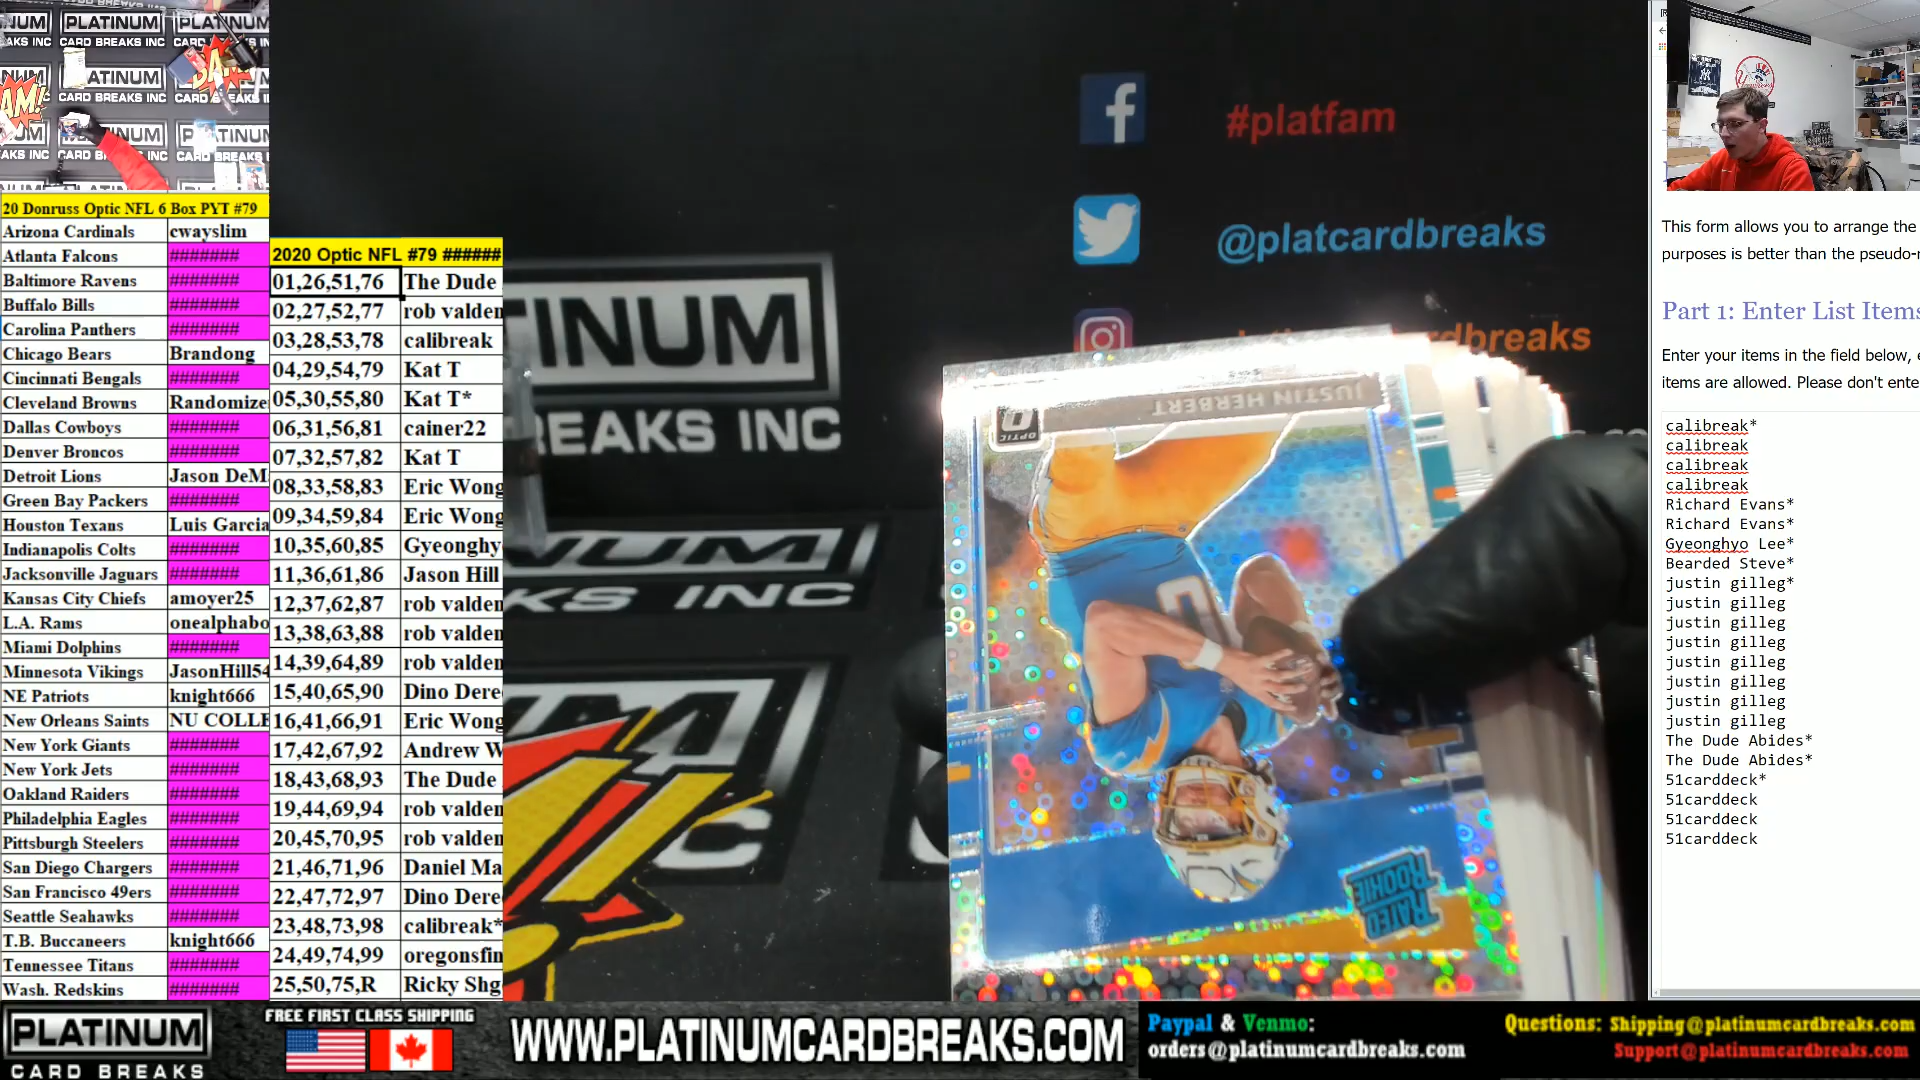 20 Donruss Optic NFL 6 Box PYT #79
Arizona Cardinals cwayslim
Atlanta Falcons #######
Baltimore Ravens #######
Buffalo Bills #######
Carolina Panthers #######
Chicago Bears Brandong
Cincinnati Bengals #######
Cleveland Browns Randomize
Dallas Cowboys #######
Denver Broncos #######
Detroit Lions Jason DeM
Green Bay Packers #######
Houston Texans Luis Garcia
Indianapolis Colts #######
Jacksonville Jaguars #######
Kansas City Chiefs amoyer25
L.A. Rams onealphabo
Miami Dolphins #######
Minnesota Vikings JasonHill54
NE Patriots knight666
New Orleans Saints NU COLLE
New York Giants #######
New York Jets #######
Oakland Raiders #######
Philadelphia Eagles #######
Pittsburgh Steelers #######
San Diego Chargers #######
San Francisco 49ers #######
Seattle Seahawks #######
T.B. Buccaneers knight666
Tennessee Titans #######
Wash. Redskins #######
2020 Optic NFL #79 ######
01,26,51,76 The Dude
02,27,52,77 rob valden
03,28,53,78 calibreak
04,29,54,79 Kat T
05,30,55,80 Kat T*
06,31,56,81 cainer22
07,32,57,82 Kat T
08,33,58,83 Eric Wong
09,34,59,84 Eric Wong
10,35,60,85 Gyeonghy
11,36,61,86 Jason Hill
12,37,62,87 rob valden
13,38,63,88 rob valden
14,39,64,89 rob valden
15,40,65,90 Dino Dere
16,41,66,91 Eric Wong
17,42,67,92 Andrew W
18,43,68,93 The Dude
19,44,69,94 rob valden
20,45,70,95 rob valden
21,46,71,96 Daniel Ma
22,47,72,97 Dino Dere
23,48,73,98 calibreak*
24,49,74,99 oregonsfin
25,50,75,R Ricky Shg
PLATINUM
CARD BREAKS INC
#platfam
@platcardbreaks
cardbreaks
TINUM
BREAKS INC
KS INC
JUSTIN HERBERT
OPTIC
RATED ROOKIE
This form allows you to arrange the
purposes is better than the pseudo-r
Part 1: Enter List Items
Enter your items in the field below, e
items are allowed. Please don't ente
calibreak*
calibreak
calibreak
calibreak
Richard Evans*
Richard Evans*
Gyeonghyo Lee*
Bearded Steve*
justin gilleg*
justin gilleg
justin gilleg
justin gilleg
justin gilleg
justin gilleg
justin gilleg
justin gilleg
The Dude Abides*
The Dude Abides*
51carddeck*
51carddeck
51carddeck
51carddeck
PLATINUM
CARD BREAKS
FREE FIRST CLASS SHIPPING
WWW.PLATINUMCARDBREAKS.COM
Paypal & Venmo:
orders@platinumcardbreaks.com
Questions: Shipping@platinumcardbreaks.com
Support@platinumcardbreaks.com